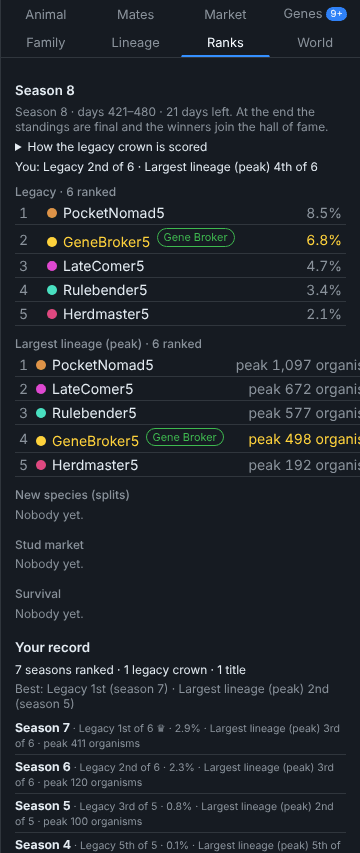 Animal Mates Market Genes 9+
Family Lineage Ranks World
Season 8
Season 8 · days 421–480 · 21 days left. At the end the
standings are final and the winners join the hall of fame.
▶ How the legacy crown is scored
You: Legacy 2nd of 6 · Largest lineage (peak) 4th of 6
Legacy · 6 ranked
1 PocketNomad5 8.5%
2 GeneBroker5 Gene Broker 6.8%
3 LateComer5 4.7%
4 Rulebender5 3.4%
5 Herdmaster5 2.1%
Largest lineage (peak) · 6 ranked
1 PocketNomad5 peak 1,097 organis
2 LateComer5 peak 672 organis
3 Rulebender5 peak 577 organis
4 GeneBroker5 Gene Broker peak 498 organis
5 Herdmaster5 peak 192 organis
New species (splits)
Nobody yet.
Stud market
Nobody yet.
Survival
Nobody yet.
Your record
7 seasons ranked · 1 legacy crown · 1 title
Best: Legacy 1st (season 7) · Largest lineage (peak) 2nd
(season 5)
Season 7 · Legacy 1st of 6 ♛ · 2.9% · Largest lineage (peak) 3rd
of 6 · peak 411 organisms
Season 6 · Legacy 2nd of 6 · 2.3% · Largest lineage (peak) 3rd
of 6 · peak 120 organisms
Season 5 · Legacy 3rd of 5 · 0.8% · Largest lineage (peak) 2nd
of 5 · peak 100 organisms
Season 4 · Legacy 5th of 5 · 0.1% · Largest lineage (peak) 5th of